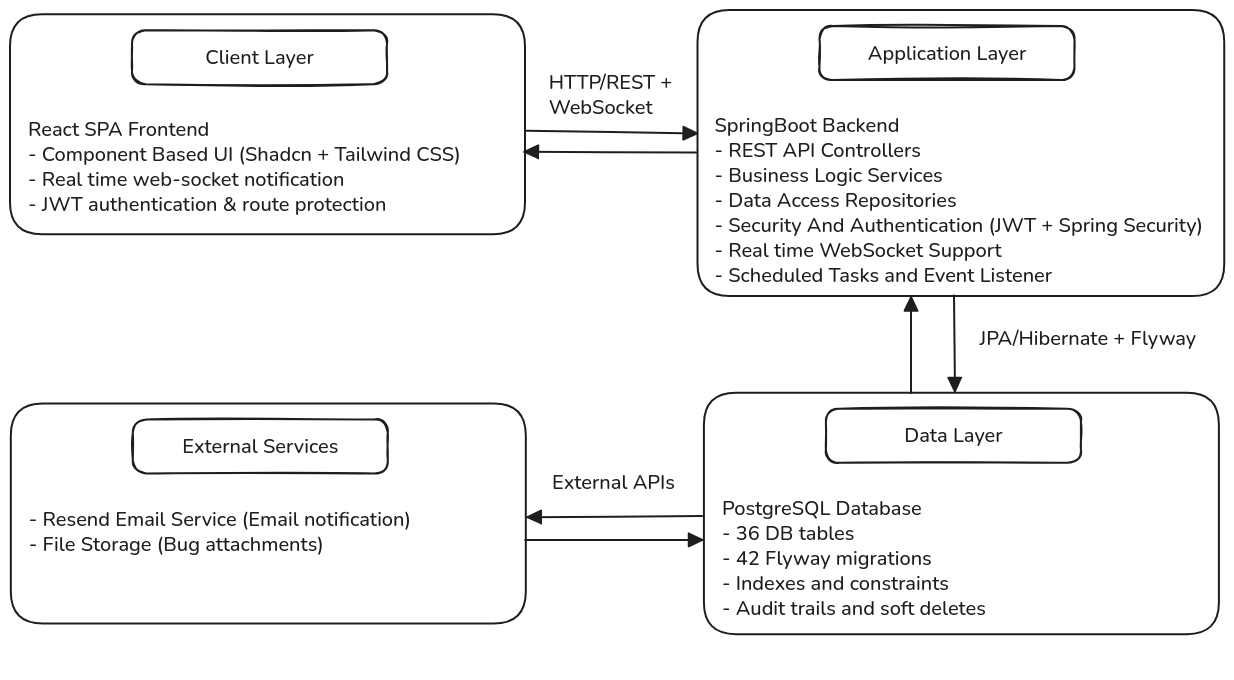 Client Layer
React SPA Frontend
- Component Based UI (Shadcn + Tailwind CSS)
- Real time web-socket notification
- JWT authentication & route protection
HTTP/REST +
WebSocket
Application Layer
SpringBoot Backend
- REST API Controllers
- Business Logic Services
- Data Access Repositories
- Security And Authentication (JWT + Spring Security)
- Real time WebSocket Support
- Scheduled Tasks and Event Listener
JPA/Hibernate + Flyway
External Services
- Resend Email Service (Email notification)
- File Storage (Bug attachments)
External APIs
Data Layer
PostgreSQL Database
- 36 DB tables
- 42 Flyway migrations
- Indexes and constraints
- Audit trails and soft deletes